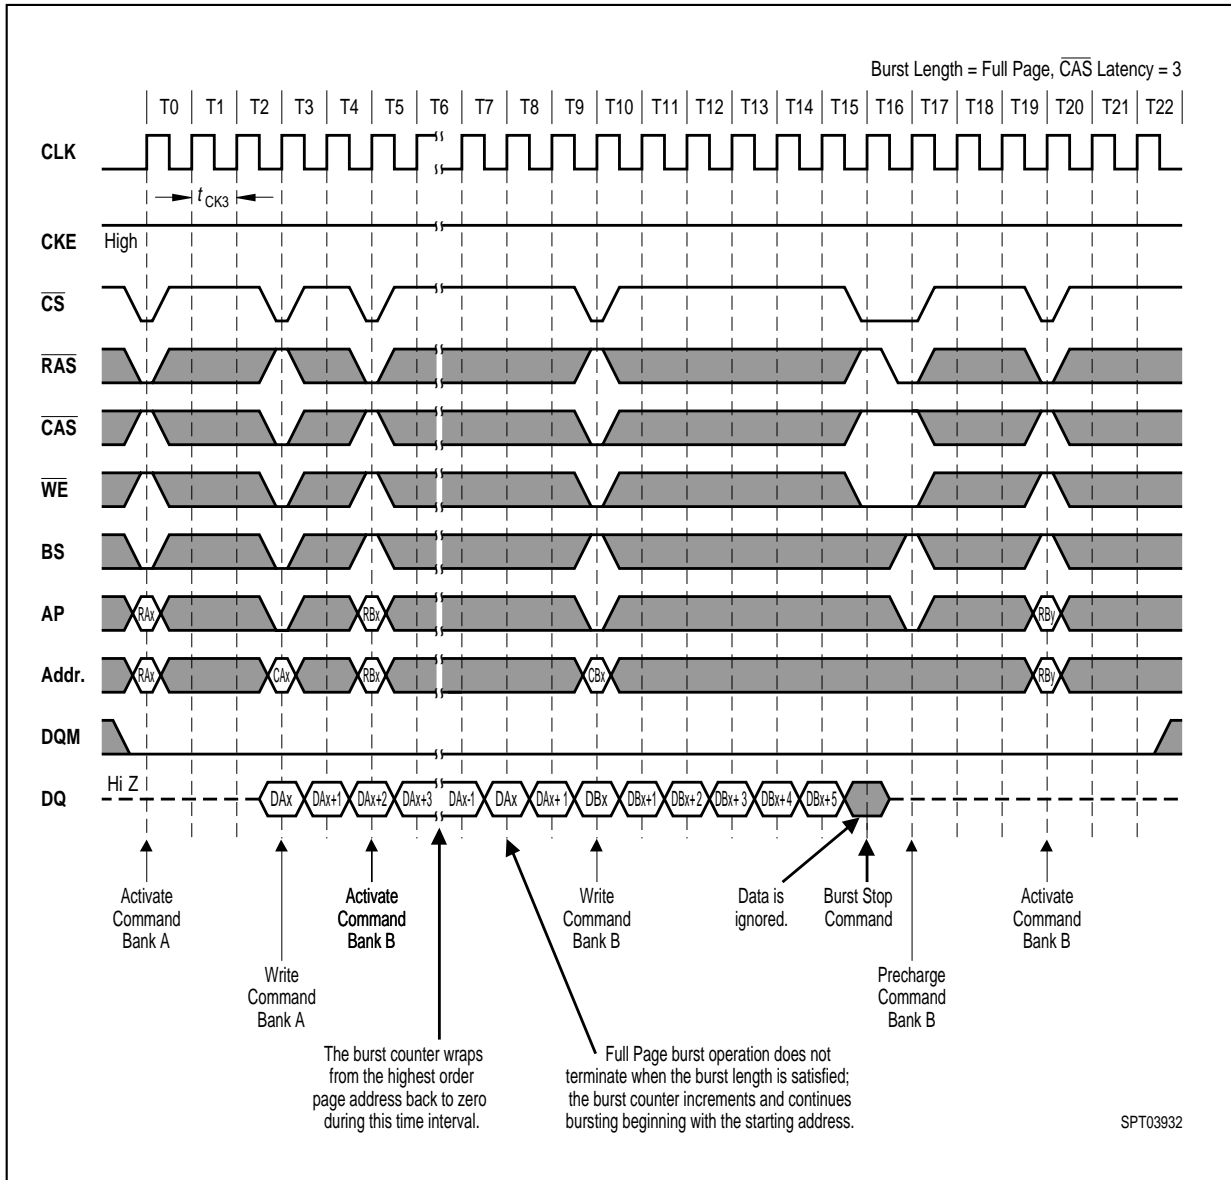 Burst Length = Full Page, CAS Latency = 3
T0 T1 T2 T3 T4 T5 T6 T7 T8 T9 T10 T11 T12 T13 T14 T15 T16 T17 T18 T19 T20 T21 T22
CLK
t CK3
CKE High
CS
RAS
CAS
WE
BS
AP RAx RBx RBy
Addr. RAx CAx RBx CBx RBy
DQM
Hi Z
DQ DAx DAx+1 DAx+2 DAx+3 DAx-1 DAx DAx+1 DBx DBx+1 DBx+2 DBx+3 DBx+4 DBx+5
Activate
Command
Bank A
Write
Command
Bank A
Activate
Command
Bank B
The burst counter wraps
from the highest order
page address back to zero
during this time interval.
Full Page burst operation does not
terminate when the burst length is satisfied;
the burst counter increments and continues
bursting beginning with the starting address.
Write
Command
Bank B
Data is
ignored.
Burst Stop
Command
Precharge
Command
Bank B
Activate
Command
Bank B
SPT03932